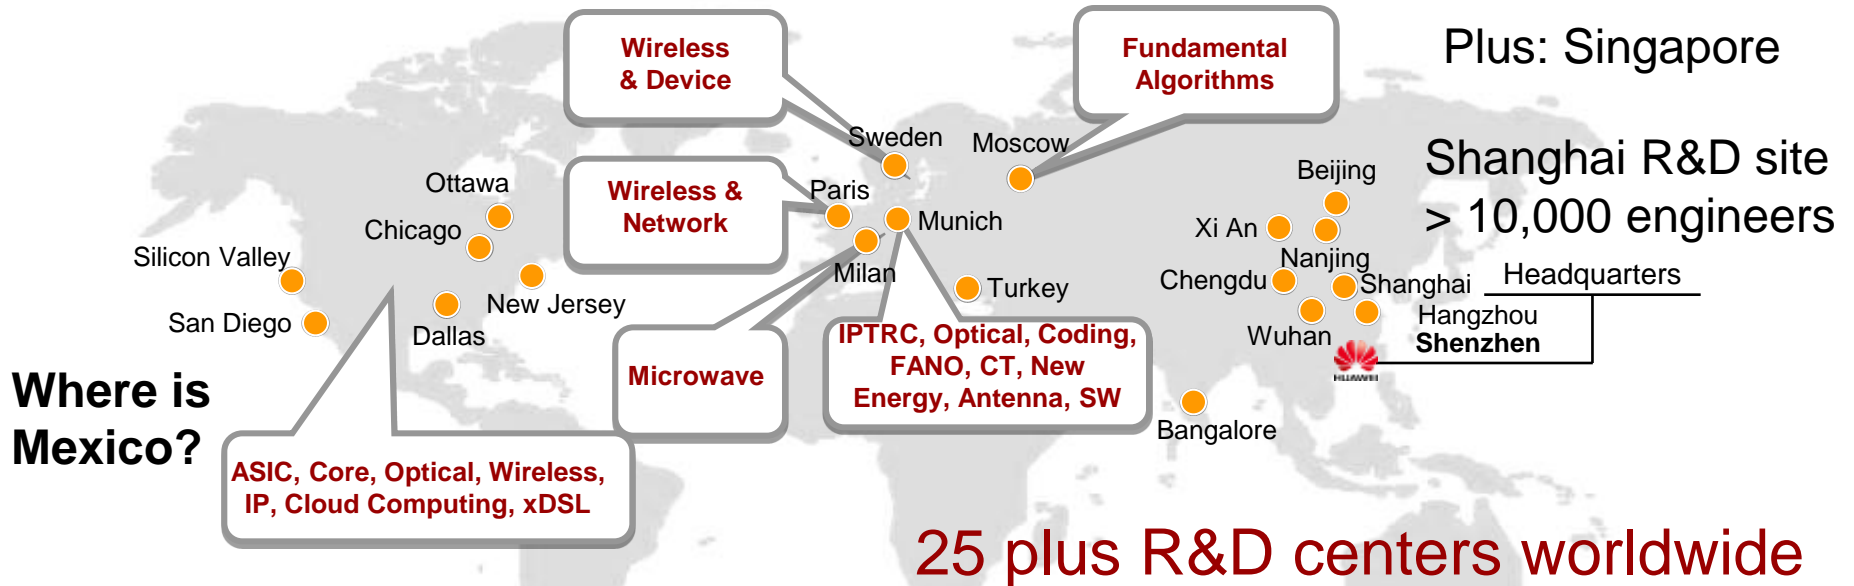 Wireless
& Device
Fundamental
Algorithms
Plus: Singapore
Sweden
Moscow
Shanghai R&D site
> 10,000 engineers
Ottawa
Wireless &
Network
Paris
Beijing
Chicago
Munich
Xi An
Silicon Valley
Milan
Nanjing
New Jersey
Turkey
Chengdu
Shanghai
Headquarters
San Diego
Dallas
Wuhan
Hangzhou
Shenzhen
HUAWEI
Where is
Mexico?
Microwave
IPTRC, Optical, Coding,
FANO, CT, New
Energy, Antenna, SW
Bangalore
ASIC, Core, Optical, Wireless,
IP, Cloud Computing, xDSL
25 plus R&D centers worldwide